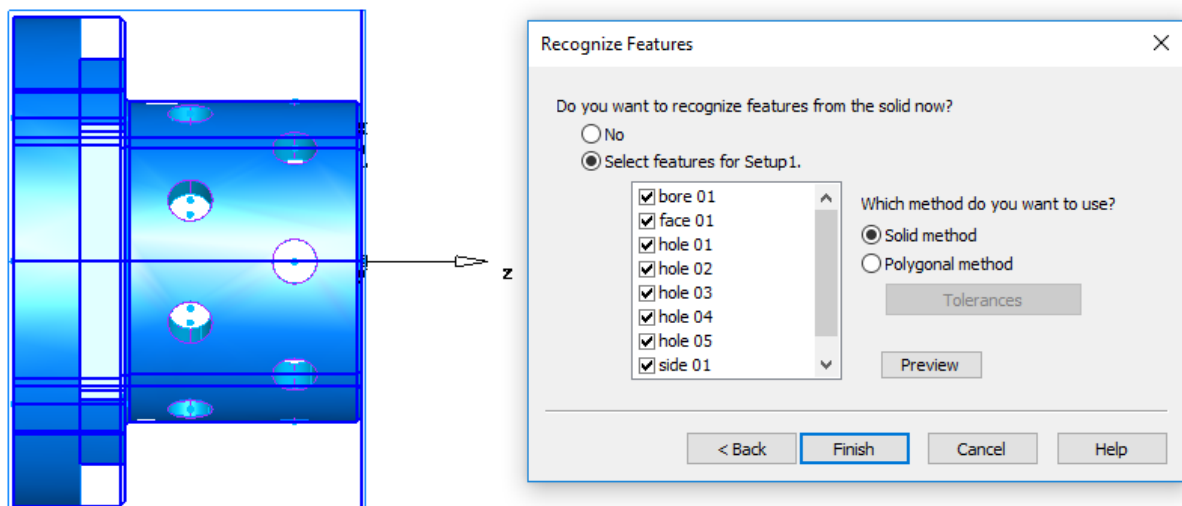 z
Recognize Features
Do you want to recognize features from the solid now?
No
Select features for Setup1.
bore 01
face 01
hole 01
hole 02
hole 03
hole 04
hole 05
side 01
Which method do you want to use?
Solid method
Polygonal method
Tolerances
Preview
< Back Finish Cancel Help